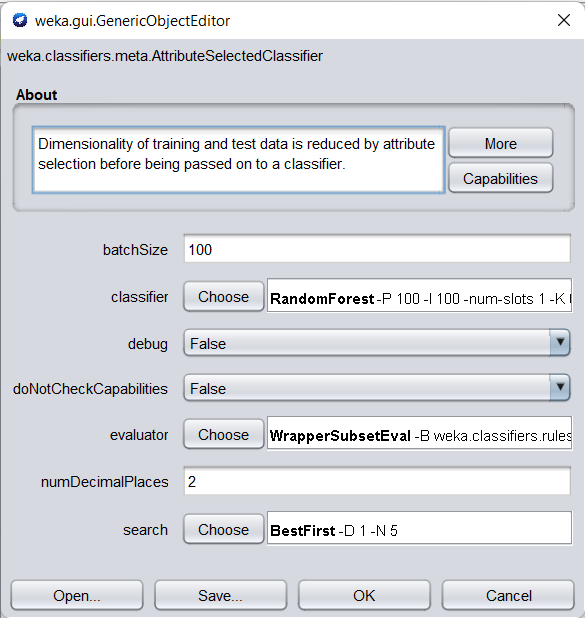 weka.gui.GenericObjectEditor
weka.classifiers.meta.AttributeSelectedClassifier
About
Dimensionality of training and test data is reduced by attribute
selection before being passed on to a classifier.
More
Capabilities
batchSize 100
classifier Choose RandomForest -P 100 -I 100 -num-slots 1 -K
debug False
doNotCheckCapabilities False
evaluator Choose WrapperSubsetEval -B weka.classifiers.rules
numDecimalPlaces 2
search Choose BestFirst -D 1 -N 5
Open... Save... OK Cancel